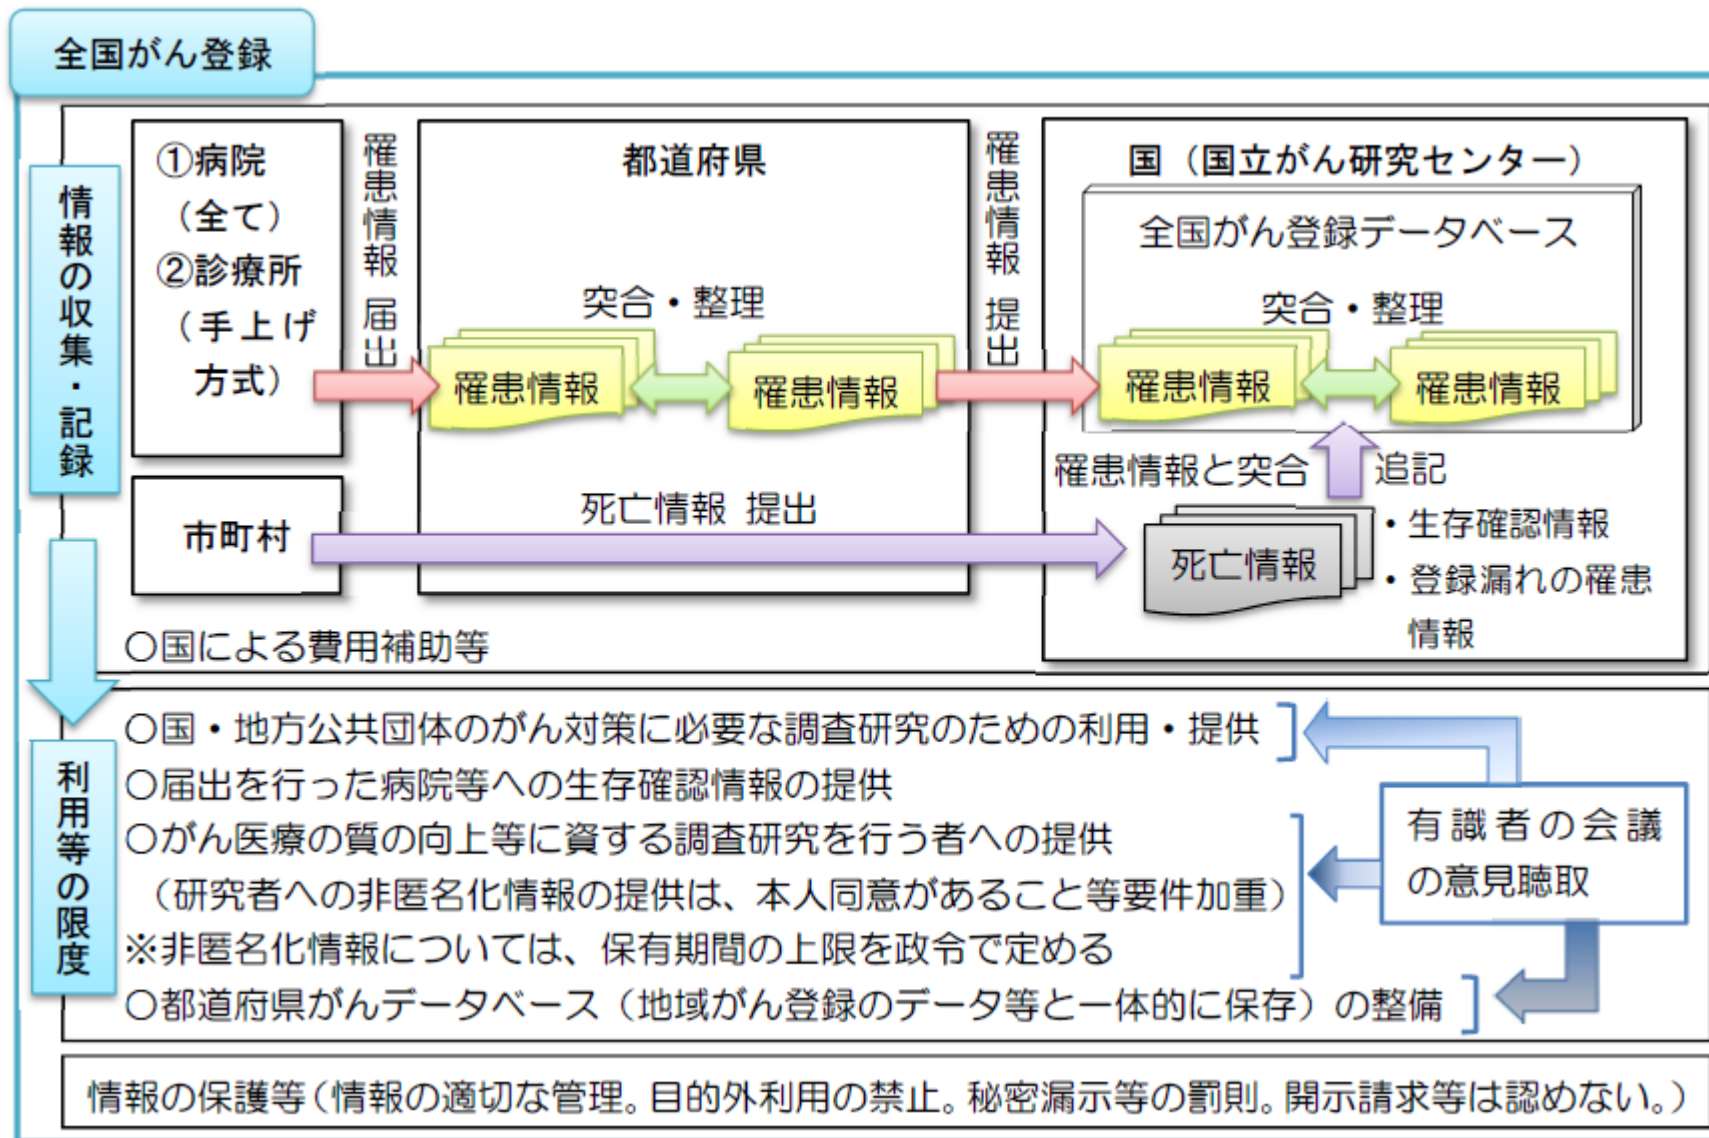 全国がん登録
情報の収集・記録
①病院
（全て）
②診療所
（手上げ
方式）
罹患情報 届出
都道府県
突合・整理
罹患情報
罹患情報
罹患情報 提出
国（国立がん研究センター）
全国がん登録データベース
突合・整理
罹患情報
罹患情報
罹患情報と突合
追記
市町村
死亡情報 提出
死亡情報
・生存確認情報
・登録漏れの罹患
情報
○国による費用補助等
利用等の限度
○国・地方公共団体のがん対策に必要な調査研究のための利用・提供
○届出を行った病院等への生存確認情報の提供
○がん医療の質の向上等に資する調査研究を行う者への提供
（研究者への非匿名化情報の提供は、本人同意があること等要件加重）
※非匿名化情報については、保有期間の上限を政令で定める
○都道府県がんデータベース（地域がん登録のデータ等と一体的に保存）の整備
有識者の会議
の意見聴取
情報の保護等（情報の適切な管理。目的外利用の禁止。秘密漏示等の罰則。開示請求等は認めない。）